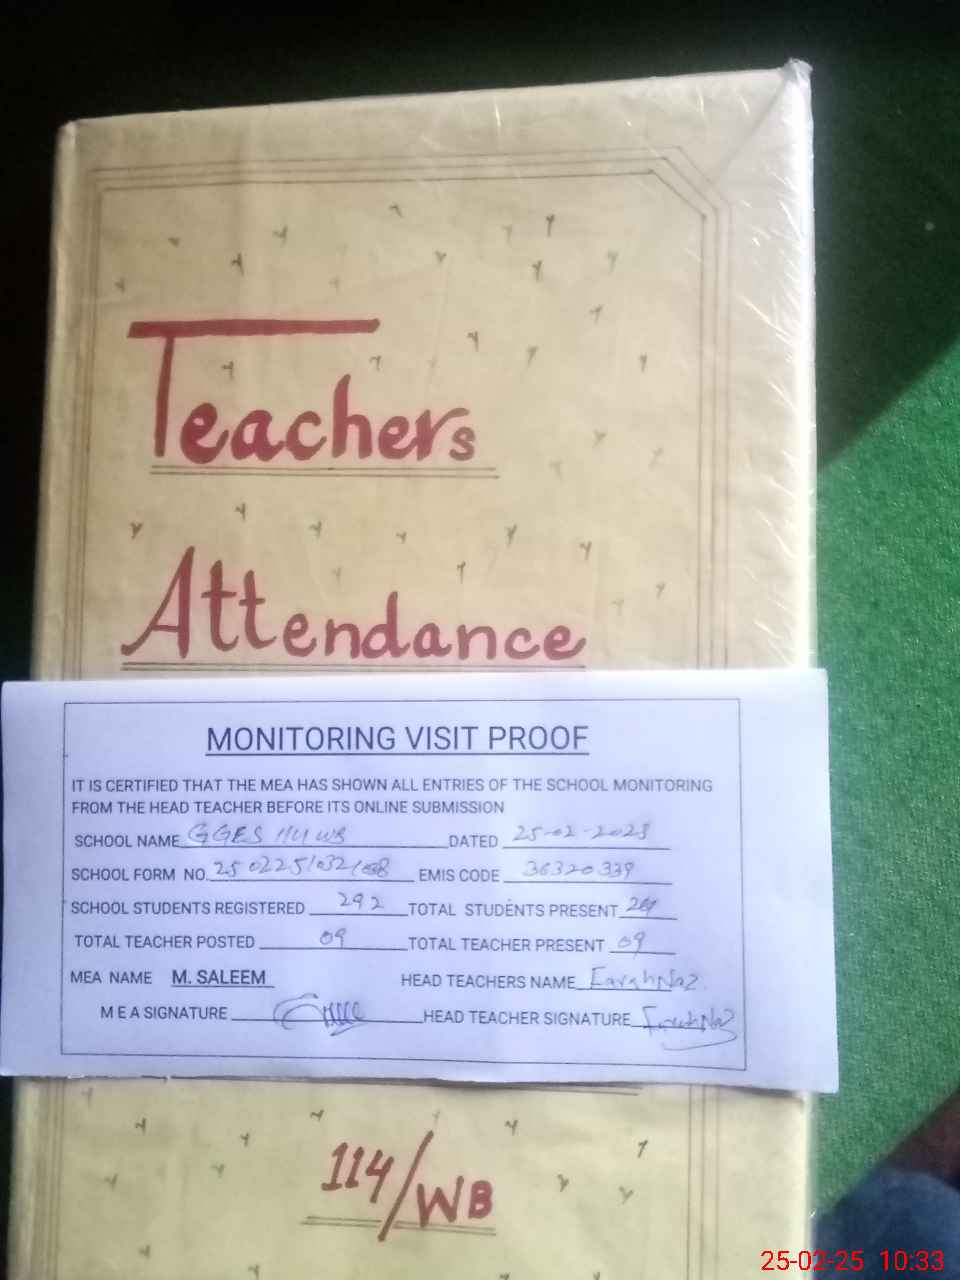 Teachers
Attendance
MONITORING VISIT PROOF
IT IS CERTIFIED THAT THE MEA HAS SHOWN ALL ENTRIES OF THE SCHOOL MONITORING
FROM THE HEAD TEACHER BEFORE ITS ONLINE SUBMISSION
SCHOOL NAME GGES 114 WB DATED 25-02-2025
SCHOOL FORM NO. EMIS CODE 36320339
SCHOOL STUDENTS REGISTERED 292 TOTAL STUDENTS PRESENT
TOTAL TEACHER POSTED 09 TOTAL TEACHER PRESENT 09
MEA NAME M. SALEEM HEAD TEACHERS NAME Farah Naz
M E A SIGNATURE HEAD TEACHER SIGNATURE Farah Naz
114/WB
25-02-25 10:33